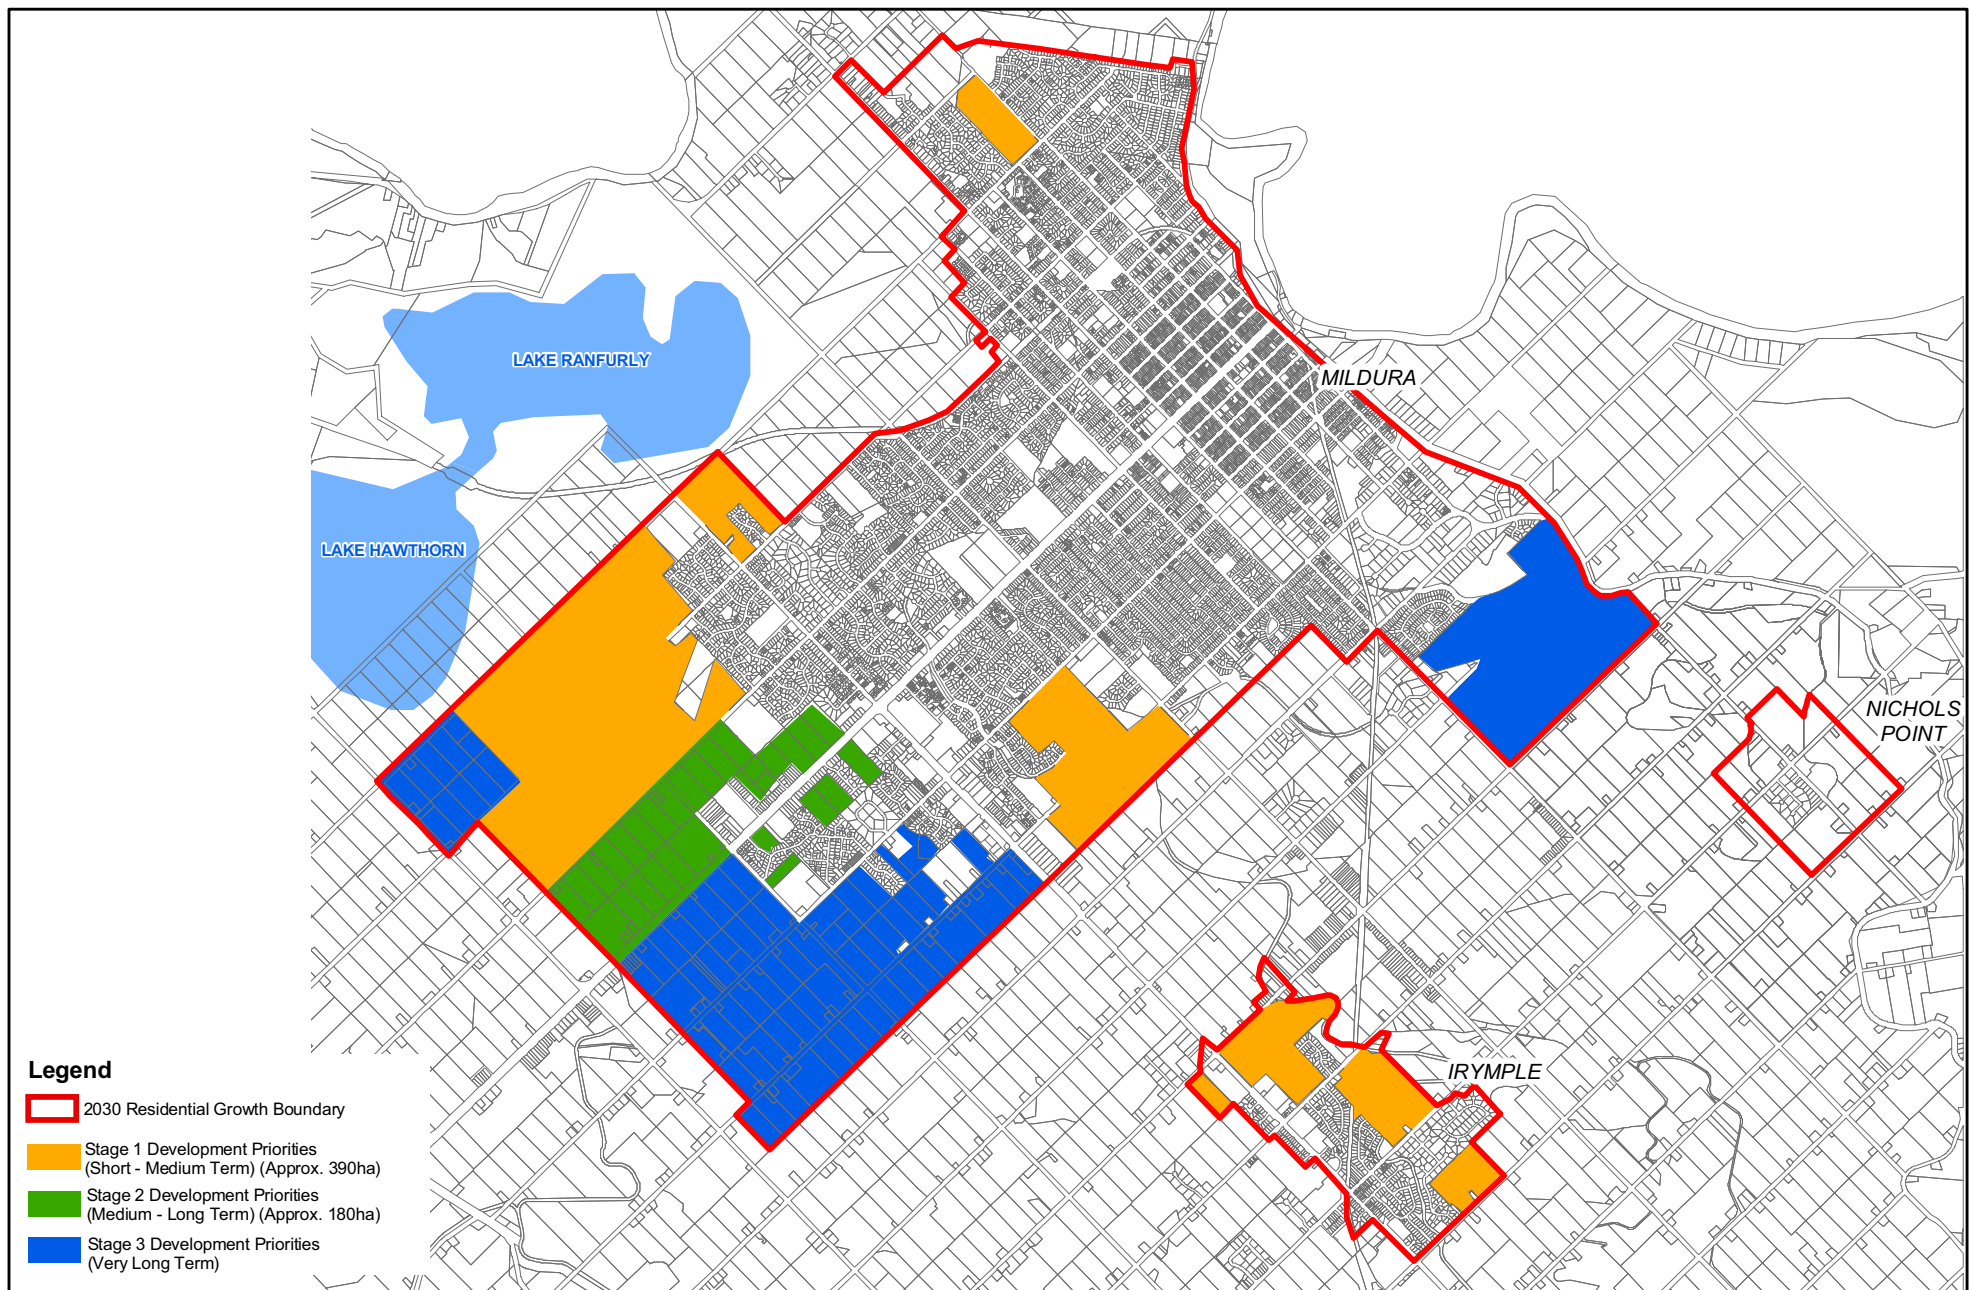 LAKE RANFURLY
MILDURA
LAKE HAWTHORN
NICHOLS
POINT
IRYMPLE
Legend
2030 Residential Growth Boundary
Stage 1 Development Priorities
(Short - Medium Term) (Approx. 390ha)
Stage 2 Development Priorities
(Medium - Long Term) (Approx. 180ha)
Stage 3 Development Priorities
(Very Long Term)